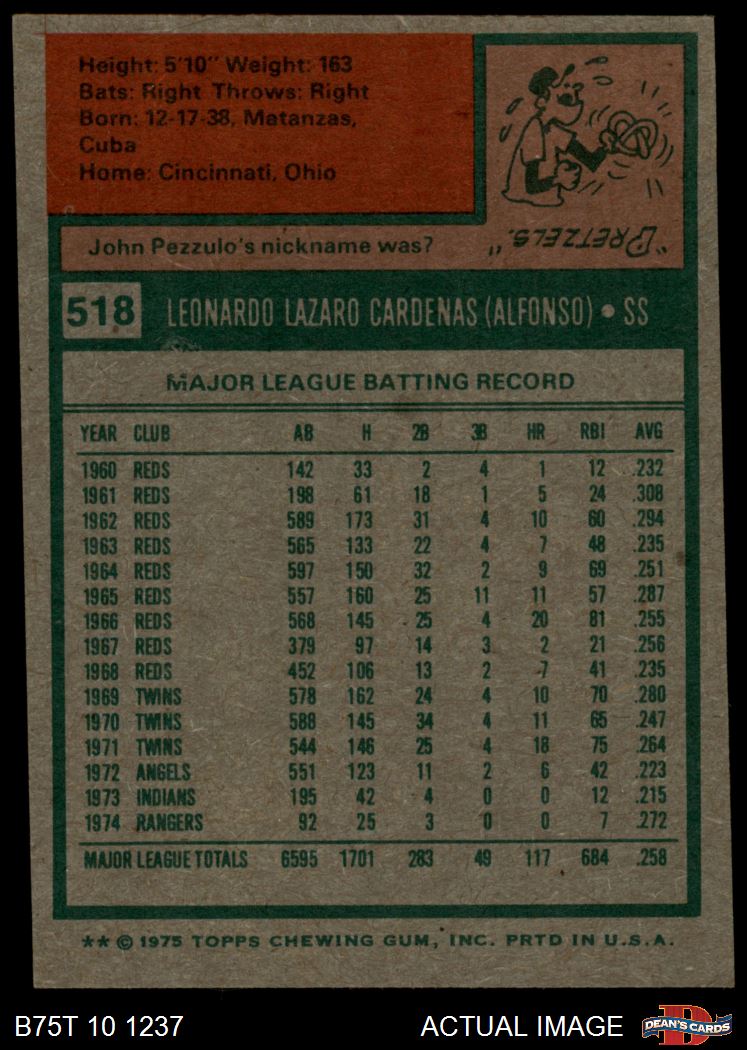 Height: 5'10" Weight: 163
Bats: Right Throws: Right
Born: 12-17-38, Matanzas,
Cuba
Home: Cincinnati, Ohio
John Pezzulo's nickname was?
"PRETZELS."
518 LEONARDO LAZARO CARDENAS (ALFONSO) • SS
MAJOR LEAGUE BATTING RECORD
YEAR CLUB AB H 2B 3B HR RBI AVG
1960 REDS 142 33 2 4 1 12 .232
1961 REDS 198 61 18 1 5 24 .308
1962 REDS 589 173 31 4 10 60 .294
1963 REDS 565 133 22 4 7 48 .235
1964 REDS 597 150 32 2 9 69 .251
1965 REDS 557 160 25 11 11 57 .287
1966 REDS 568 145 25 4 20 81 .255
1967 REDS 379 97 14 3 2 21 .256
1968 REDS 452 106 13 2 7 41 .235
1969 TWINS 578 162 24 4 10 70 .280
1970 TWINS 588 145 34 4 11 65 .247
1971 TWINS 544 146 25 4 18 75 .264
1972 ANGELS 551 123 11 2 6 42 .223
1973 INDIANS 195 42 4 0 0 12 .215
1974 RANGERS 92 25 3 0 0 7 .272
MAJOR LEAGUE TOTALS 6595 1701 283 49 117 684 .258
** © 1975 TOPPS CHEWING GUM, INC. PRTD IN U.S.A.
B75T 10 1237 ACTUAL IMAGE D DEAN'S CARDS